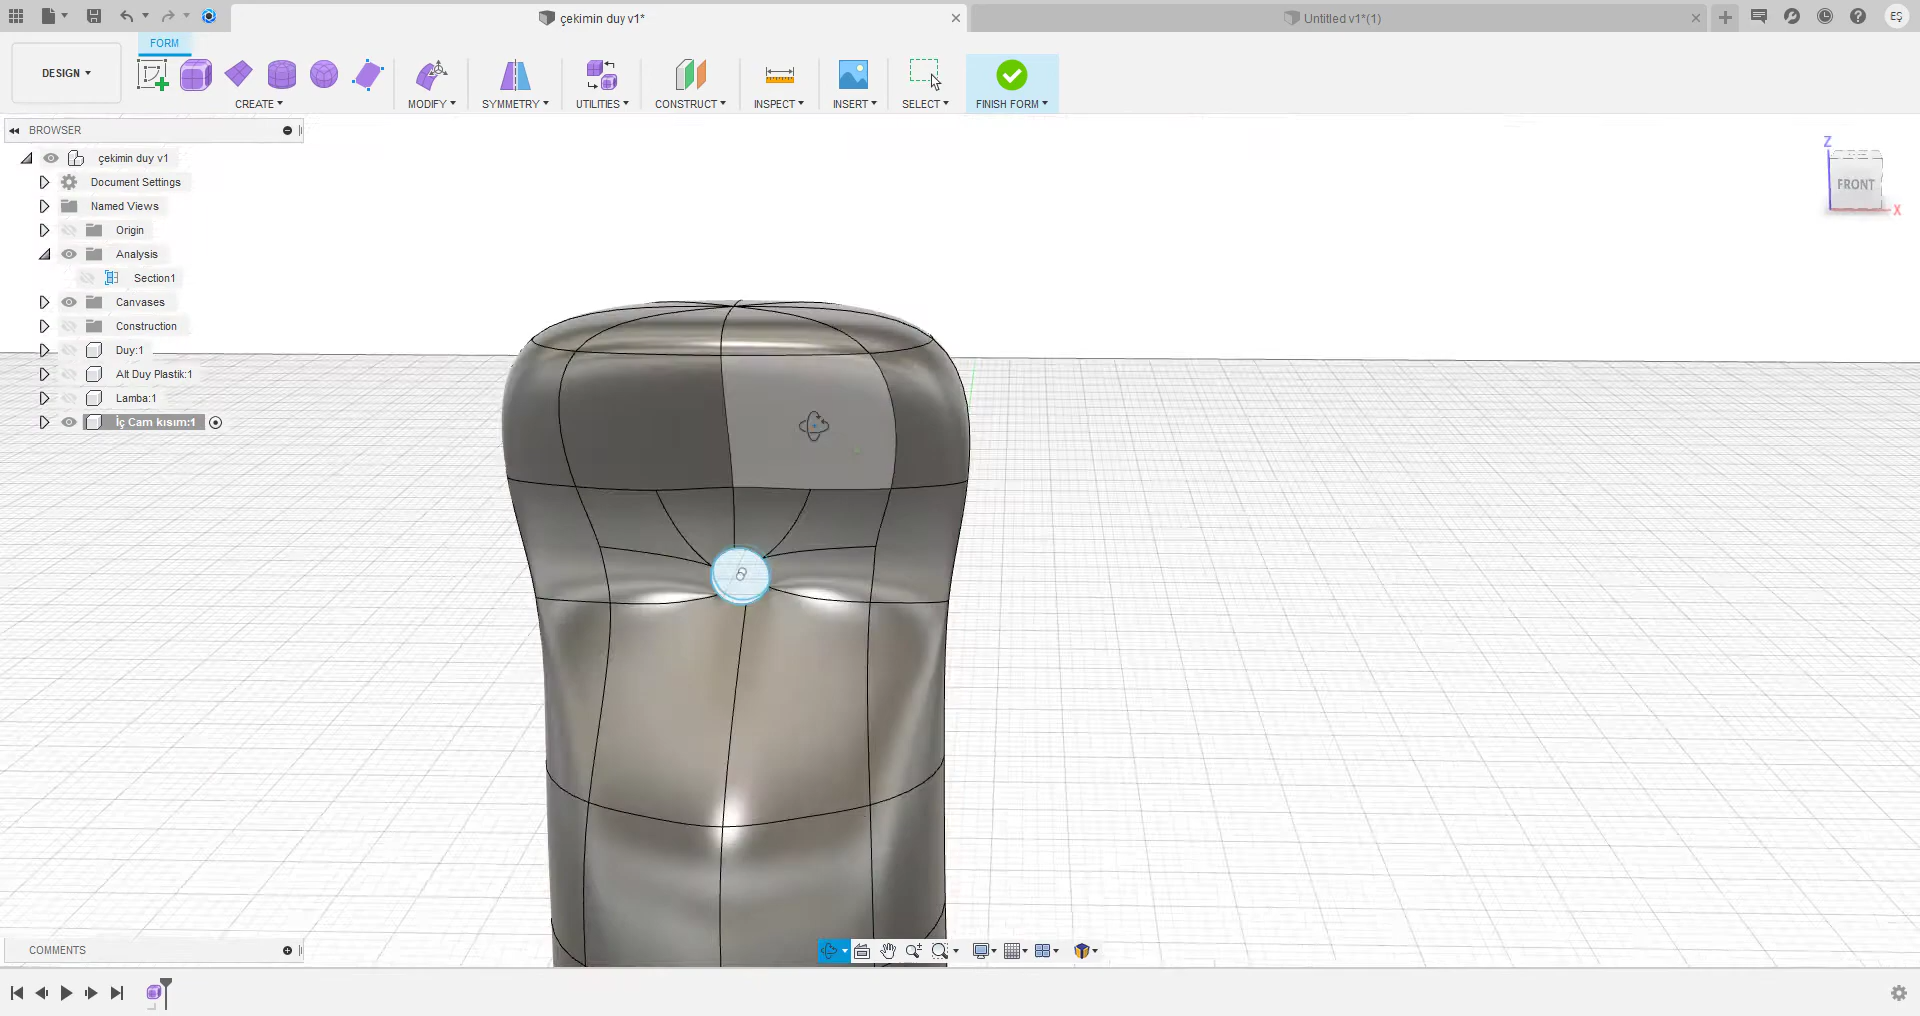 çekimin duy v1*
Untitled v1*(1)
EŞ
FORM
DESIGN
CREATE
MODIFY
SYMMETRY
UTILITIES
CONSTRUCT
INSPECT
INSERT
SELECT
FINISH FORM
BROWSER
çekimin duy v1
Document Settings
Named Views
Origin
Analysis
Section1
Canvases
Construction
Duy:1
Alt Duy Plastik:1
Lamba:1
İç Cam kısım:1
Z
FRONT
X
COMMENTS